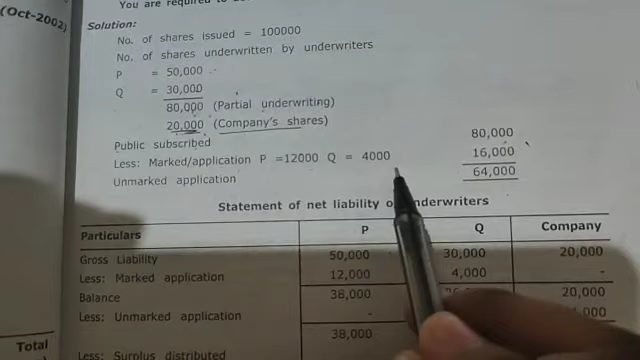 You are required to
(Oct-2002)
Solution:
No. of shares issued = 100000
No. of shares underwritten by underwriters
P = 50,000
Q = 30,000
80,000 (Partial underwriting)
20,000 (Company's shares)
Public subscribed 80,000
Less: Marked/application P =12000 Q = 4000 16,000
Unmarked application 64,000
Statement of net liability of underwriters
Particulars P Q Company
Gross Liability 50,000 30,000 20,000
Less: Marked application 12,000 4,000 -
Balance 38,000 20,000
Less: Unmarked application -
38,000
Less: Surplus distributed
Total